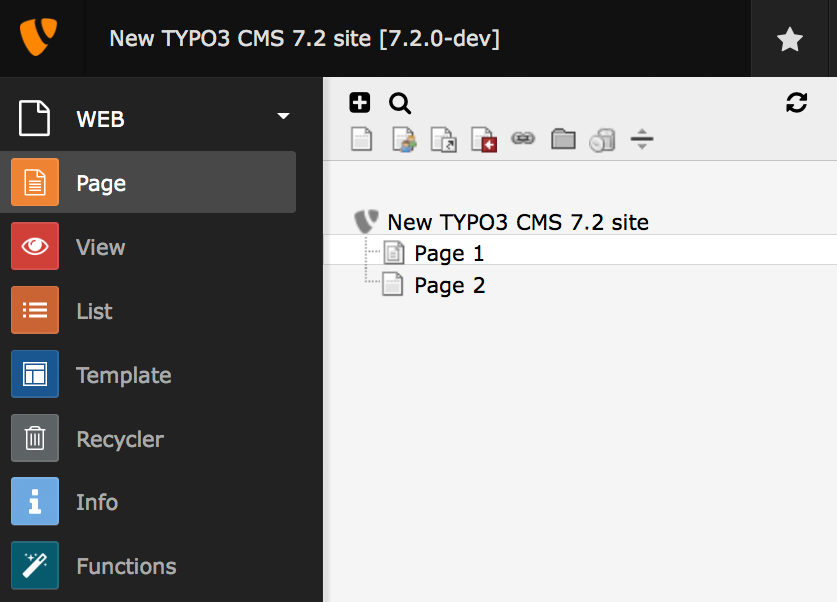 New TYPO3 CMS 7.2 site [7.2.0-dev]
WEB
Page
View
List
Template
Recycler
Info
Functions
New TYPO3 CMS 7.2 site
Page 1
Page 2